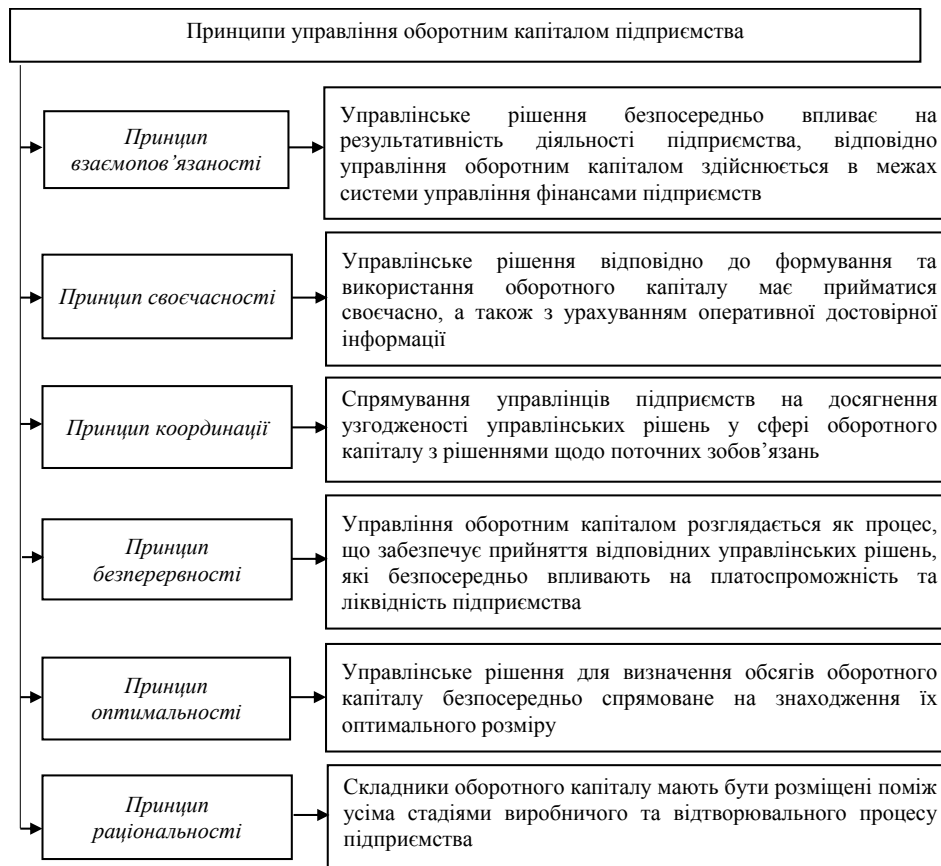 Принципи управління оборотним капіталом підприємства
Принцип
взаємопов’язаності
Управлінське рішення безпосередньо впливає на
результативність діяльності підприємства, відповідно
управління оборотним капіталом здійснюється в межах
системи управління фінансами підприємств
Принцип своєчасності
Управлінське рішення відповідно до формування та
використання оборотного капіталу має прийматися
своєчасно, а також з урахуванням оперативної достовірної
інформації
Принцип координації
Спрямування управлінців підприємств на досягнення
узгодженості управлінських рішень у сфері оборотного
капіталу з рішеннями щодо поточних зобов’язань
Принцип
безперервності
Управління оборотним капіталом розглядається як процес,
що забезпечує прийняття відповідних управлінських рішень,
які безпосередньо впливають на платоспроможність та
ліквідність підприємства
Принцип
оптимальності
Управлінське рішення для визначення обсягів оборотного
капіталу безпосередньо спрямоване на знаходження їх
оптимального розміру
Принцип
раціональності
Складники оборотного капіталу мають бути розміщені поміж
усіма стадіями виробничого та відтворювального процесу
підприємства